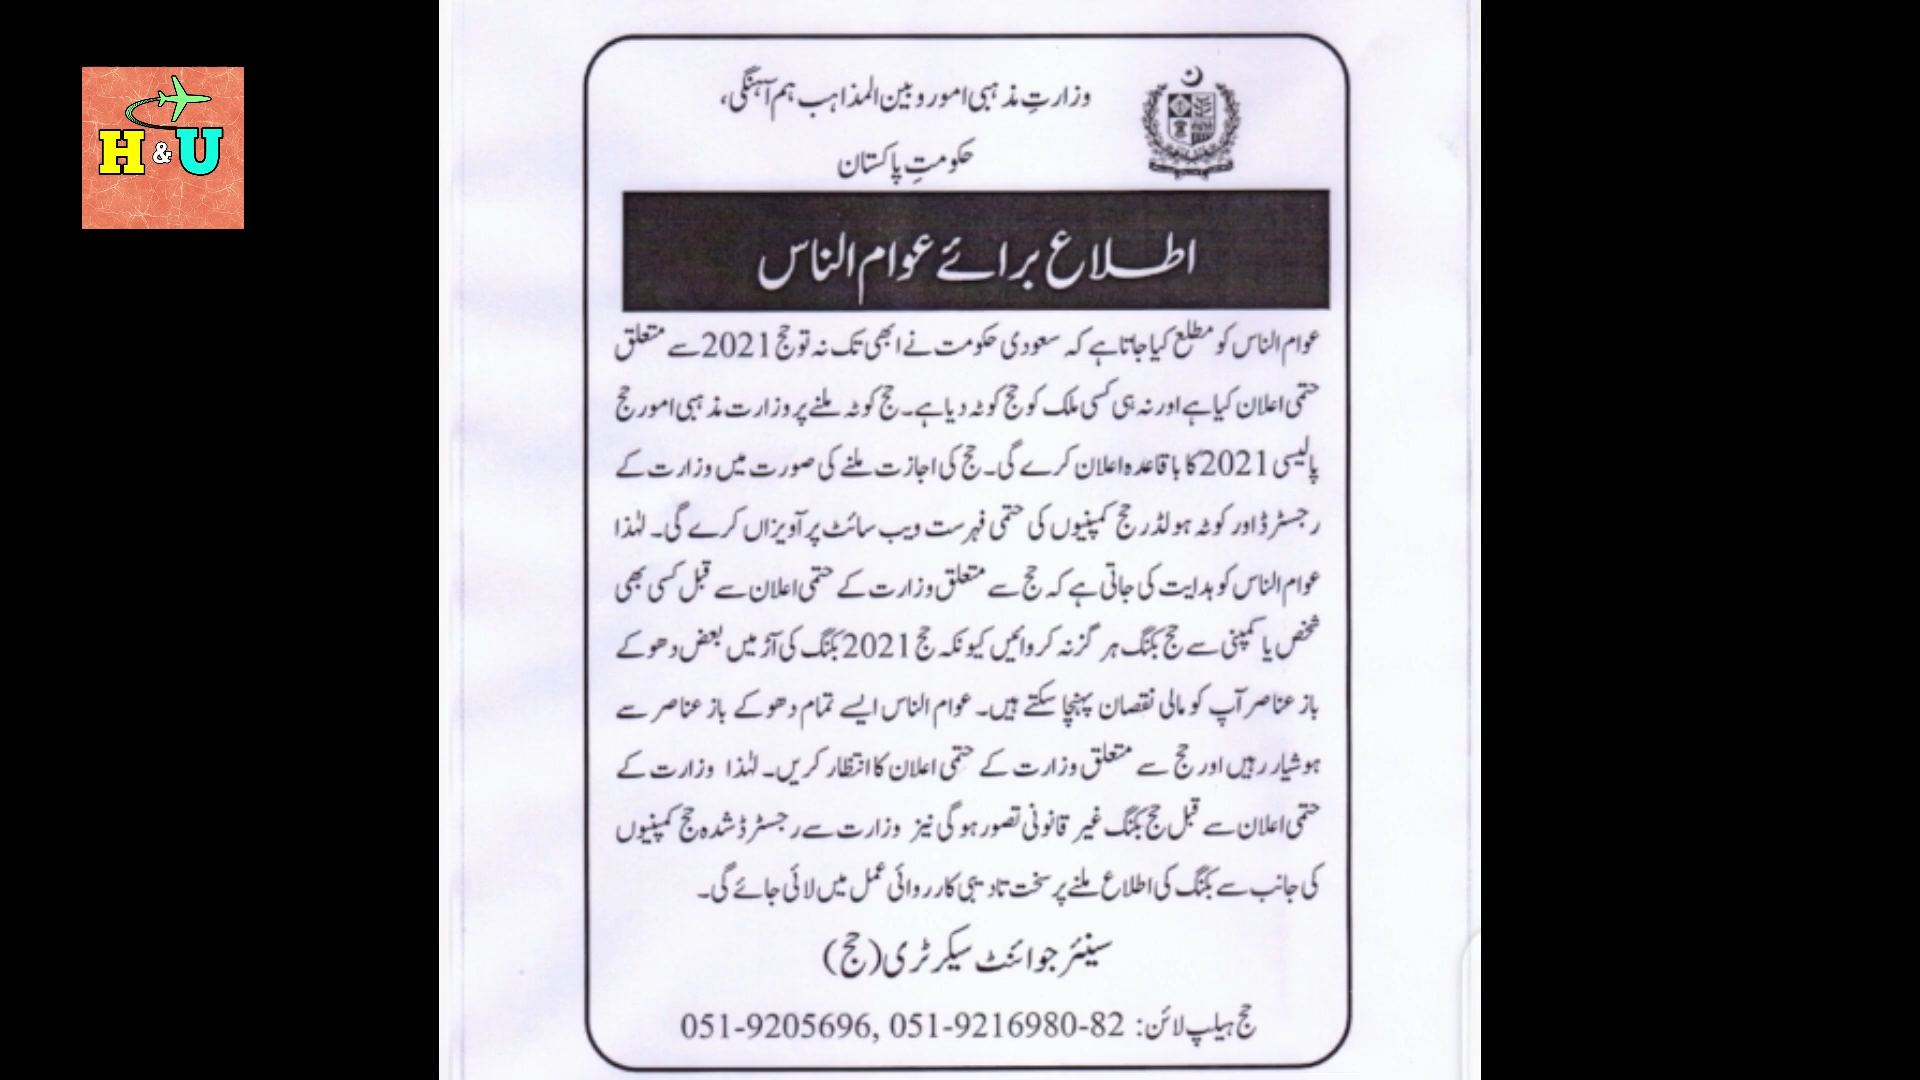 H & U
وزارتِ مذہبی امور و بین المذاہب ہم آہنگی،
حکومتِ پاکستان
اطلاع برائے عوام الناس
عوام الناس کو مطلع کیا جاتا ہے کہ سعودی حکومت نے ابھی تک نہ تو حج 2021 سے متعلق
حتمی اعلان کیا ہے اور نہ ہی کسی ملک کو حج کوٹہ دیا ہے۔ حج کوٹہ ملنے پر وزارت مذہبی امور حج
پالیسی 2021 کا باقاعدہ اعلان کرے گی۔ حج کی اجازت ملنے کی صورت میں وزارت کے
رجسٹرڈ اور کوٹہ ہولڈر حج کمپنیوں کی حتمی فہرست ویب سائٹ پر آویزاں کرے گی۔ لہٰذا
عوام الناس کو ہدایت کی جاتی ہے کہ حج سے متعلق وزارت کے حتمی اعلان سے قبل کسی بھی
شخص یا کمپنی سے حج بکنگ ہر گز نہ کروائیں کیونکہ حج 2021 بکنگ کی آڑ میں بعض دھوکے
باز عناصر آپ کو مالی نقصان پہنچا سکتے ہیں۔ عوام الناس ایسے تمام دھوکے باز عناصر سے
ہوشیار رہیں اور حج سے متعلق وزارت کے حتمی اعلان کا انتظار کریں۔ لہٰذا وزارت کے
حتمی اعلان سے قبل حج بکنگ غیر قانونی تصور ہو گی نیز وزارت سے رجسٹرڈ شدہ حج کمپنیوں
کی جانب سے بکنگ کی اطلاع ملنے پر سخت تادیبی کارروائی عمل میں لائی جائے گی۔
سینئر جوائنٹ سیکرٹری (حج)
حج ہیلپ لائن: 051-9205696, 051-9216980-82